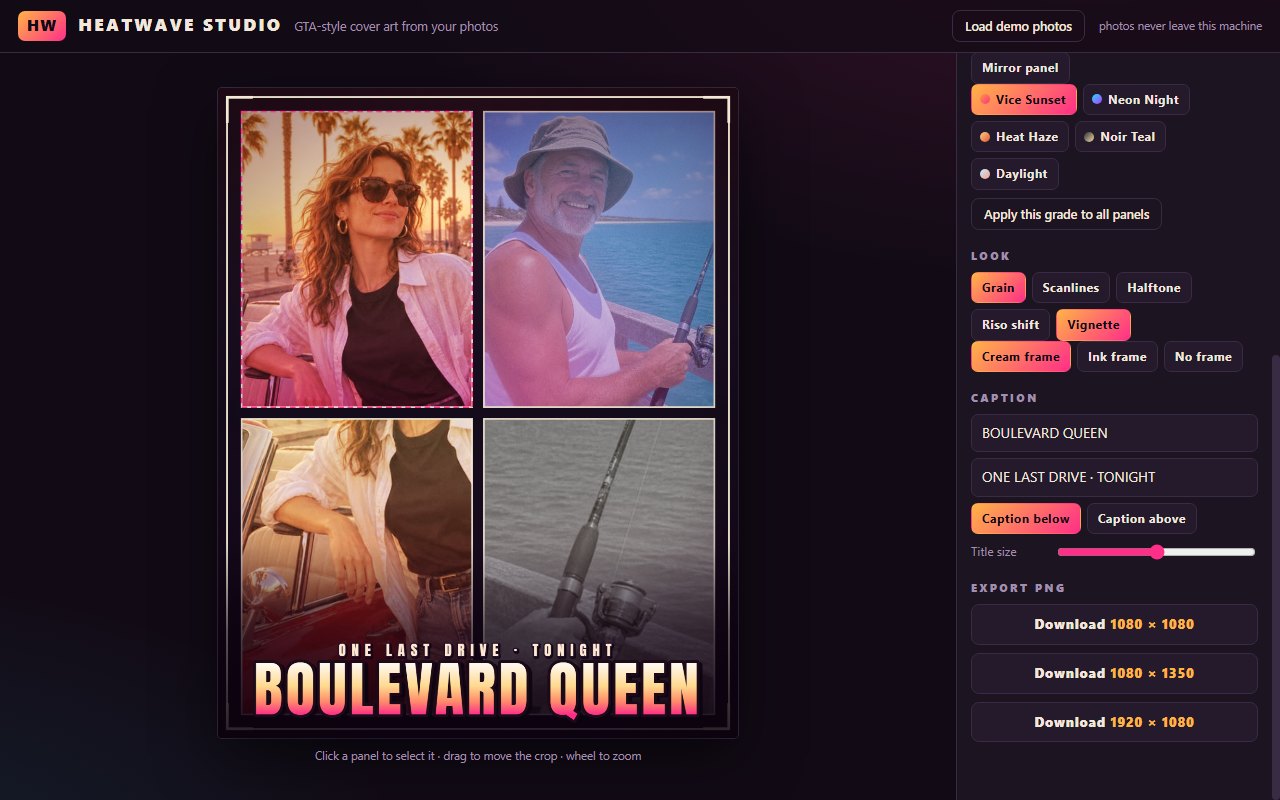 HW HEATWAVE STUDIO GTA-style cover art from your photos Load demo photos photos never leave this machine
Mirror panel
Vice Sunset Neon Night
Heat Haze Noir Teal
Daylight
Apply this grade to all panels
LOOK
Grain Scanlines Halftone
Riso shift Vignette
Cream frame Ink frame No frame
CAPTION
BOULEVARD QUEEN
ONE LAST DRIVE · TONIGHT
Caption below Caption above
Title size
EXPORT PNG
Download 1080 × 1080
Download 1080 × 1350
Download 1920 × 1080
ONE LAST DRIVE · TONIGHT
BOULEVARD QUEEN
Click a panel to select it · drag to move the crop · wheel to zoom